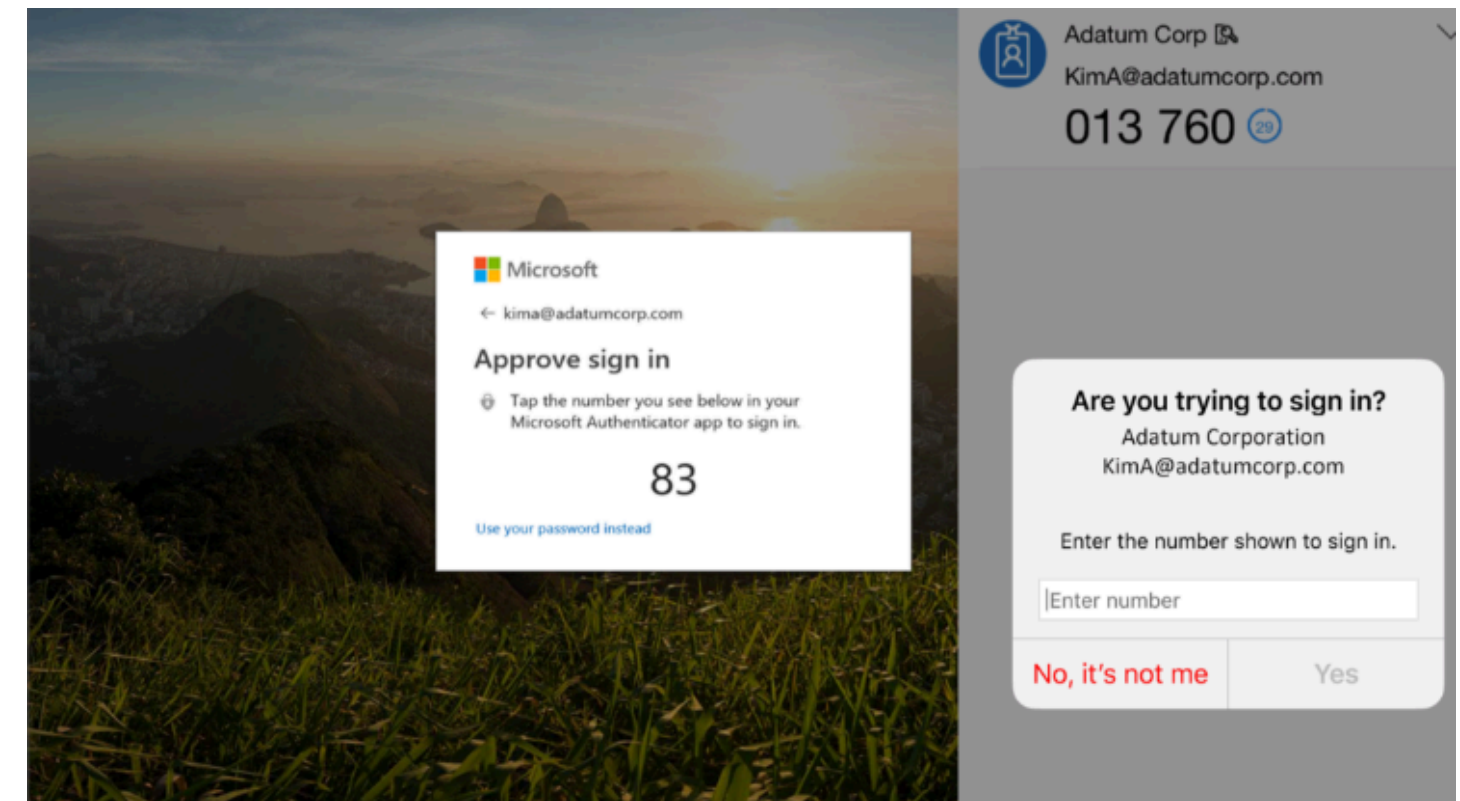 Microsoft
← kima@adatumcorp.com
Approve sign in
Tap the number you see below in your
Microsoft Authenticator app to sign in.
83
Use your password instead
Adatum Corp
KimA@adatumcorp.com
013 760 29
Are you trying to sign in?
Adatum Corporation
KimA@adatumcorp.com
Enter the number shown to sign in.
Enter number
No, it's not me
Yes